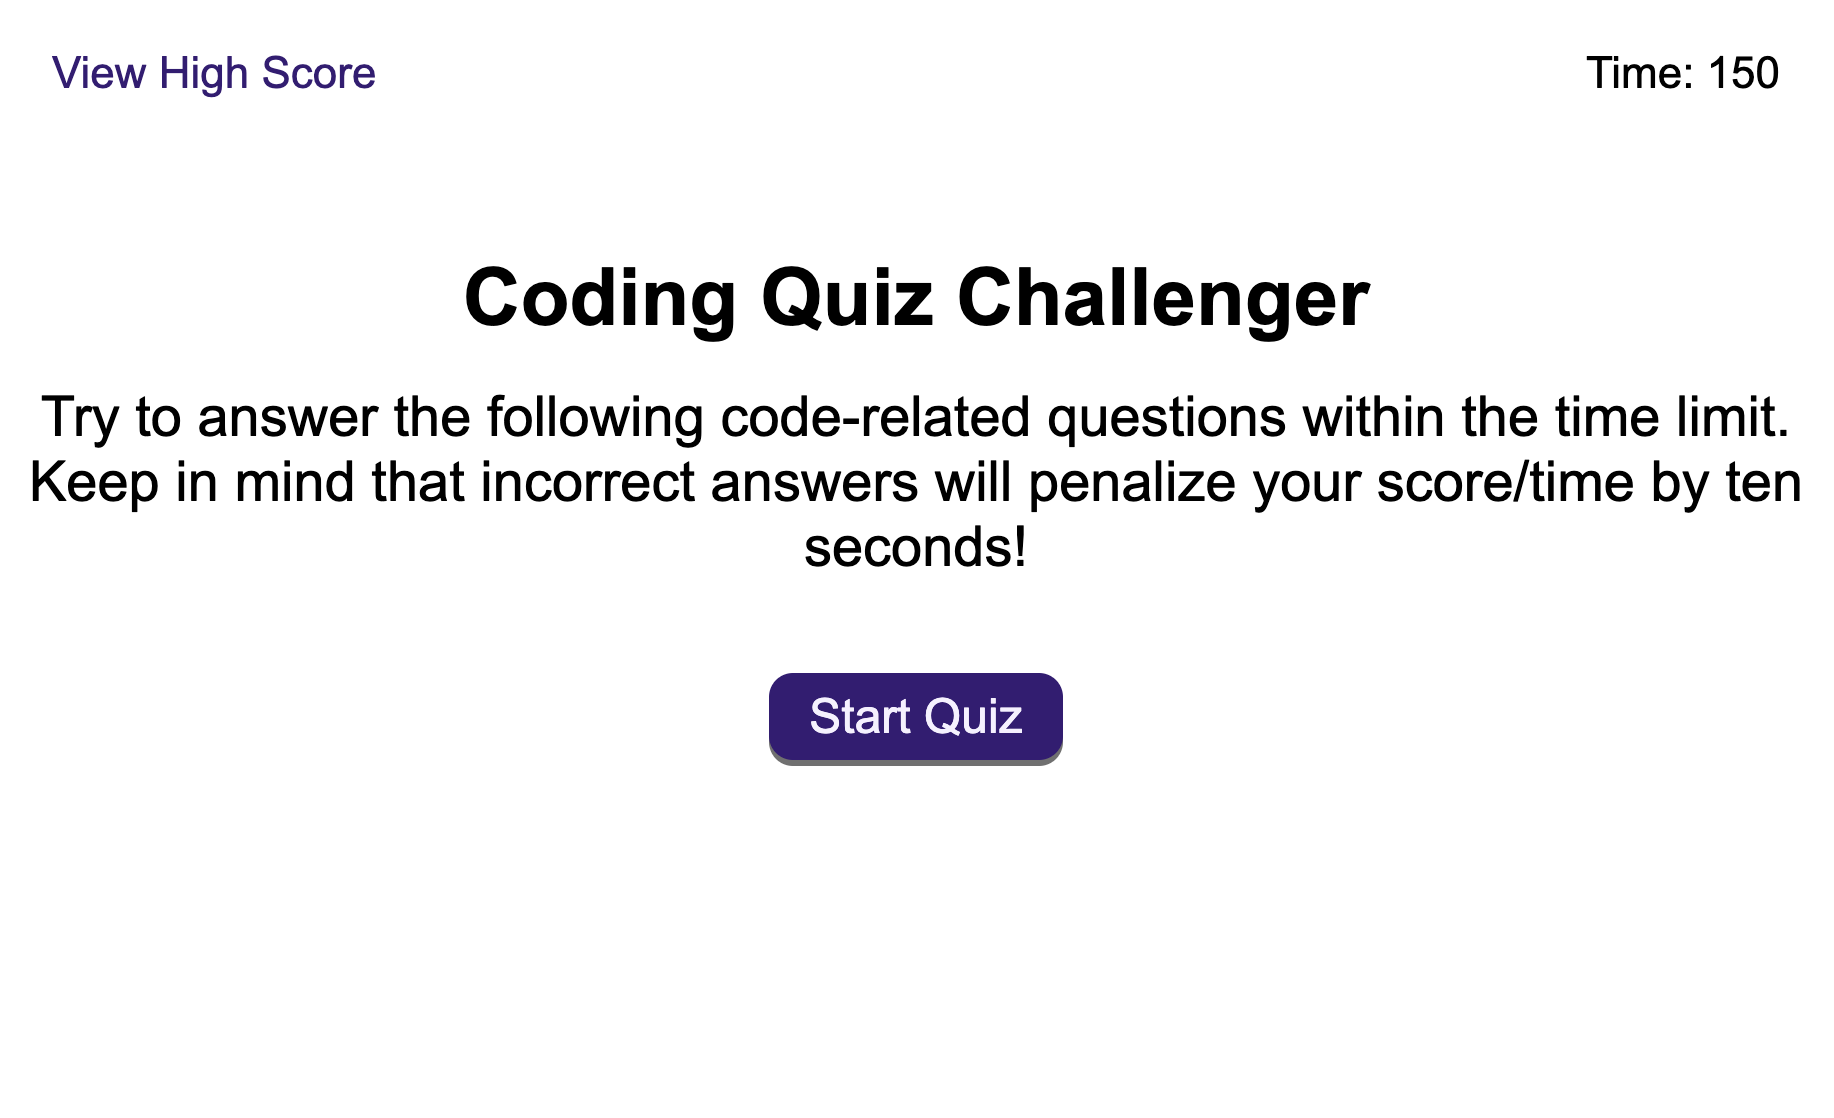 View High Score
Time: 150
Coding Quiz Challenger
Try to answer the following code-related questions within the time limit.
Keep in mind that incorrect answers will penalize your score/time by ten
seconds!
Start Quiz